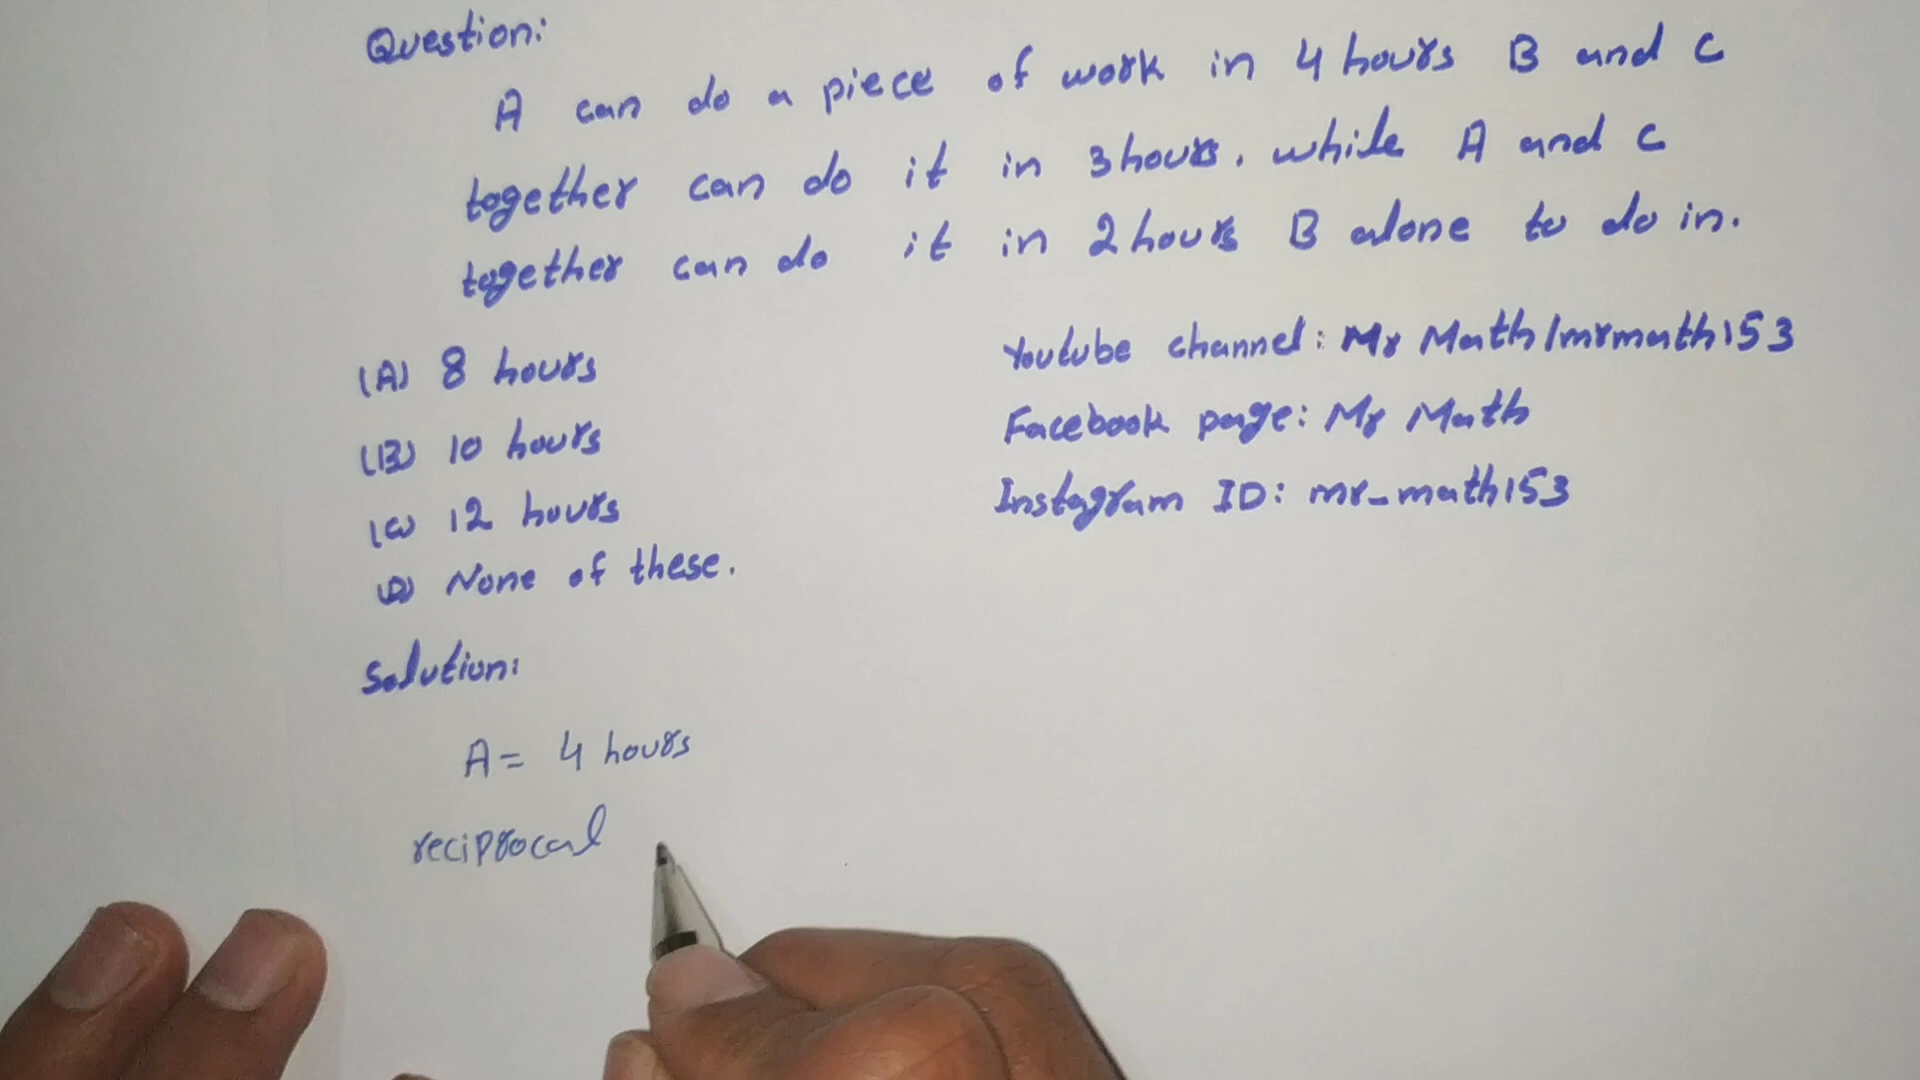 Question:
A can do a piece of work in 4 hours B and C
together can do it in 3 hours. while A and C
together can do it in 2 hours B alone to do in.
(A) 8 hours
(B) 10 hours
(C) 12 hours
(D) None of these.
Youtube channel: Mr Math/mrmath153
Facebook page: Mr Math
Instagram ID: mr_math153
Solution:
A = 4 hours
reciprocal